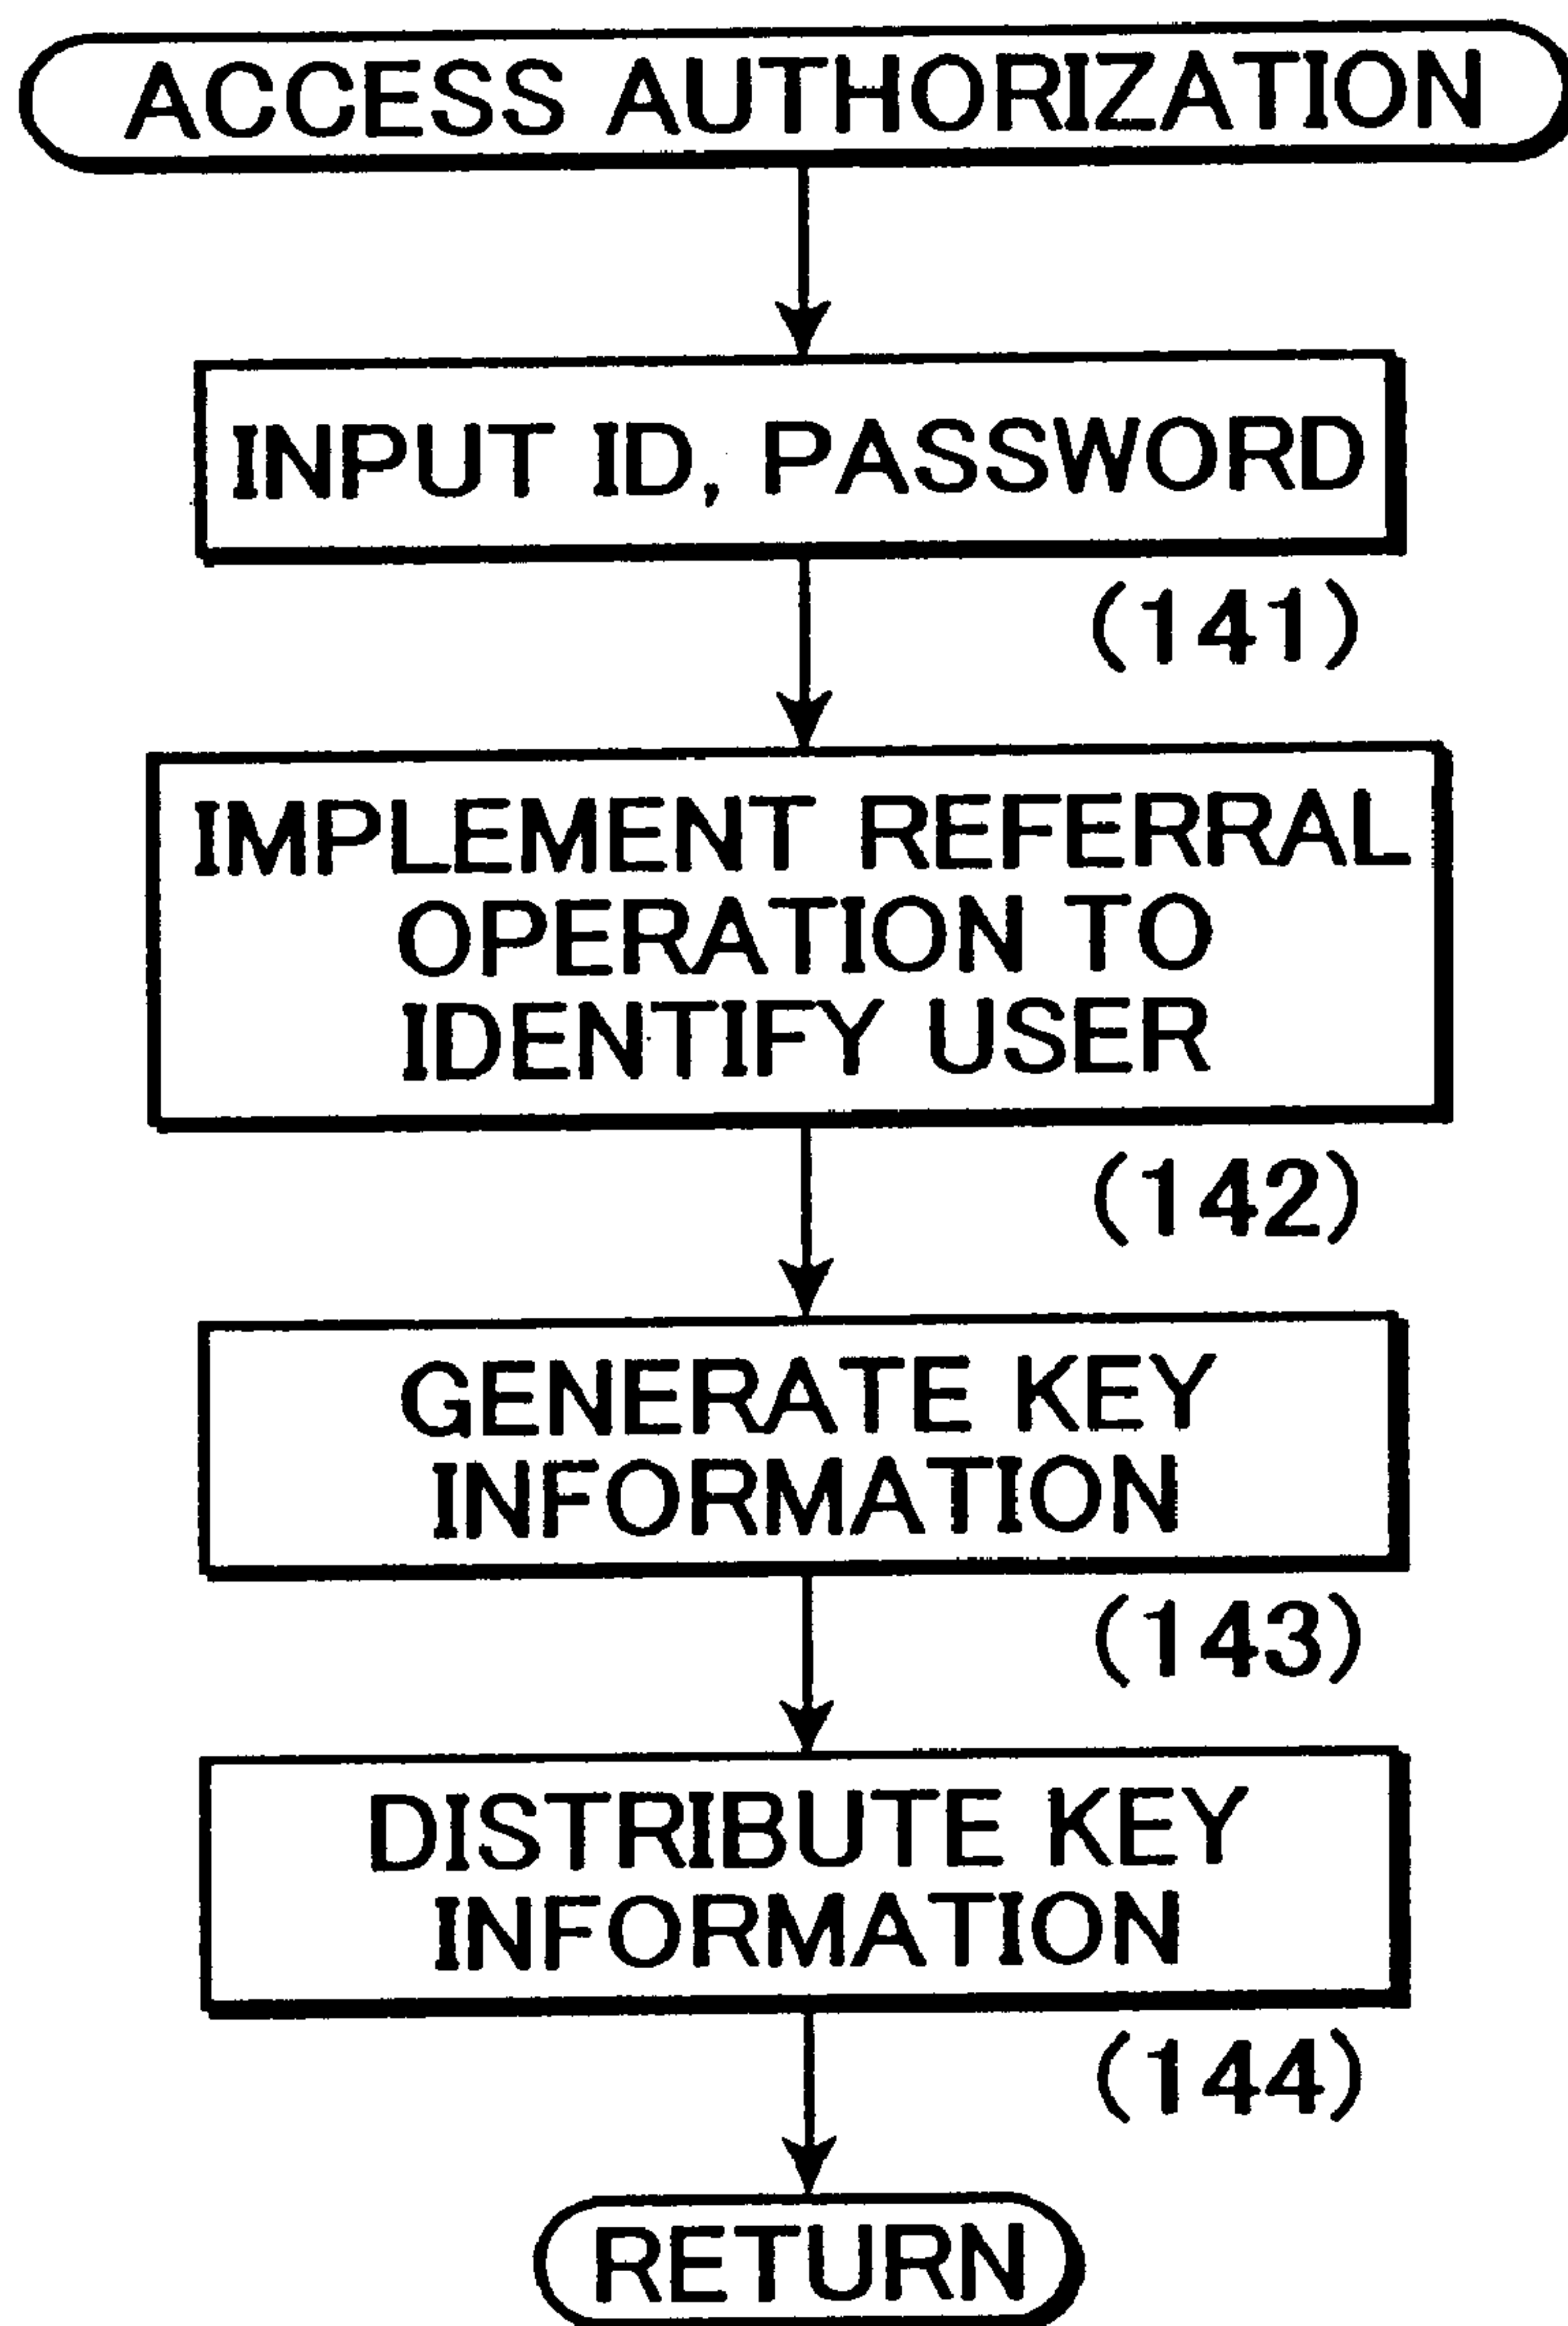 ACCESS AUTHORIZATION
INPUT ID, PASSWORD
(141)
IMPLEMENT REFERRAL
OPERATION TO
IDENTIFY USER
(142)
GENERATE KEY
INFORMATION
(143)
DISTRIBUTE KEY
INFORMATION
(144)
RETURN